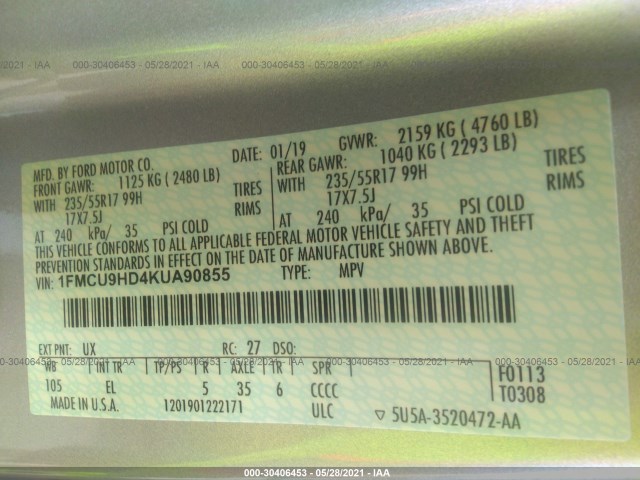 000-30406453 - 05/28/2021 - IAA
MFD. BY FORD MOTOR CO. DATE: 01/19 GVWR: 2159 KG ( 4760 LB)
FRONT GAWR: 1125 KG ( 2480 LB) REAR GAWR: 1040 KG ( 2293 LB)
WITH 235/55R17 99H TIRES WITH 235/55R17 99H TIRES
17X7.5J RIMS 17X7.5J RIMS
AT 240 kPa/ 35 PSI COLD AT 240 kPa/ 35 PSI COLD
THIS VEHICLE CONFORMS TO ALL APPLICABLE FEDERAL MOTOR VEHICLE SAFETY AND THEFT
PREVENTION STANDARDS IN EFFECT ON THE DATE OF MANUFACTURE SHOWN ABOVE.
VIN: 1FMCU9HD4KUA90855 TYPE: MPV
EXT PNT: UX RC: 27 DSO:
WB INT TR TP/PS R AXLE TR SPR
105 EL 5 35 6 CCCC
F0113
T0308
MADE IN U.S.A. 1201901222171 ULC ▽ 5U5A-3520472-AA
000-30406453 - 05/28/2021 - IAA